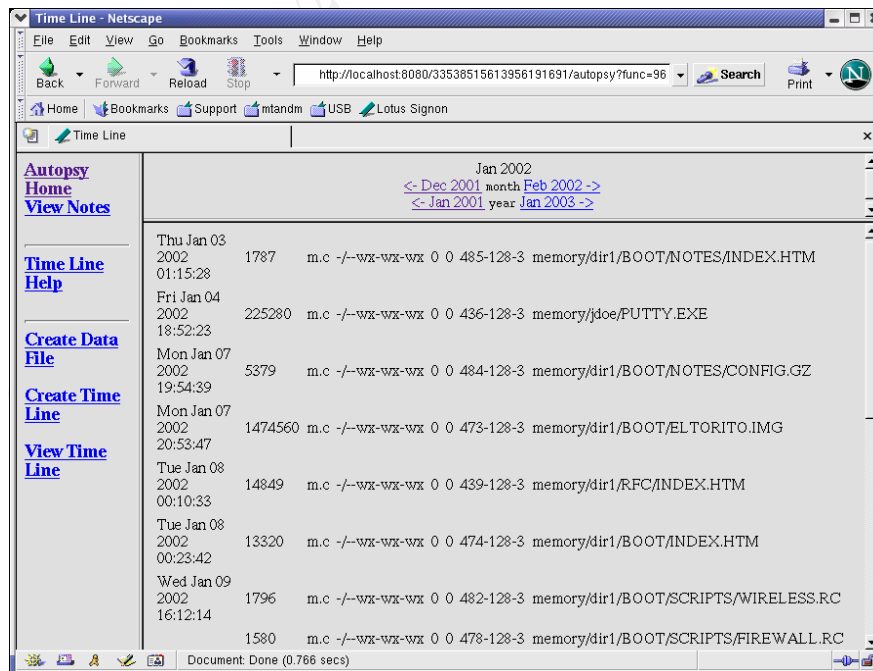 Time Line - Netscape
File Edit View Go Bookmarks Tools Window Help
Back Forward Reload Stop http://localhost:8080/33538515613956191691/autopsy?func=96 Search Print N
Home Bookmarks Support mtandm USB Lotus Signon
Time Line
Autopsy
Home
View Notes
Time Line
Help
Create Data
File
Create Time
Line
View Time
Line
Jan 2002
<- Dec 2001 month Feb 2002 ->
<- Jan 2001 year Jan 2003 ->
Thu Jan 03
2002
01:15:28
1787 m.c -/--wx-wx-wx 0 0 485-128-3 memory/dir1/BOOT/NOTES/INDEX.HTM
Fri Jan 04
2002
18:52:23
225280 m.c -/--wx-wx-wx 0 0 436-128-3 memory/jdoe/PUTTY.EXE
Mon Jan 07
2002
19:54:39
5379 m.c -/--wx-wx-wx 0 0 484-128-3 memory/dir1/BOOT/NOTES/CONFIG.GZ
Mon Jan 07
2002
20:53:47
1474560 m.c -/--wx-wx-wx 0 0 473-128-3 memory/dir1/BOOT/ELTORITO.IMG
Tue Jan 08
2002
00:10:33
14849 m.c -/--wx-wx-wx 0 0 439-128-3 memory/dir1/RFC/INDEX.HTM
Tue Jan 08
2002
00:23:42
13320 m.c -/--wx-wx-wx 0 0 474-128-3 memory/dir1/BOOT/INDEX.HTM
Wed Jan 09
2002
16:12:14
1796 m.c -/--wx-wx-wx 0 0 482-128-3 memory/dir1/BOOT/SCRIPTS/WIRELESS.RC
1580 m.c -/--wx-wx-wx 0 0 478-128-3 memory/dir1/BOOT/SCRIPTS/FIREWALL.RC
Document: Done (0.766 secs)